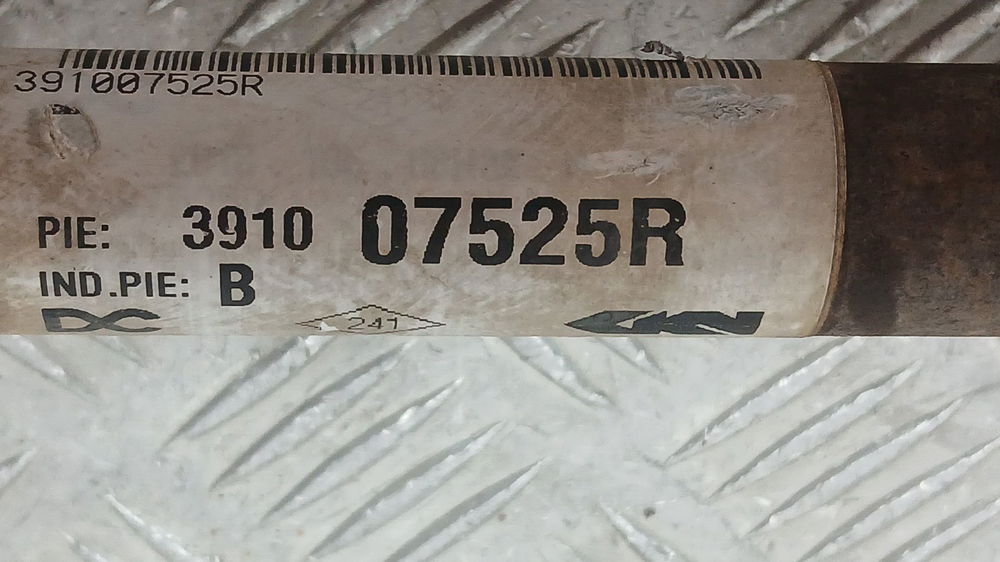 391007525R
PIE: 3910 07525R
IND.PIE: B
DC 241 GKN